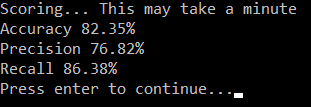 Scoring... This may take a minute
Accuracy 82.35%
Precision 76.82%
Recall 86.38%
Press enter to continue...